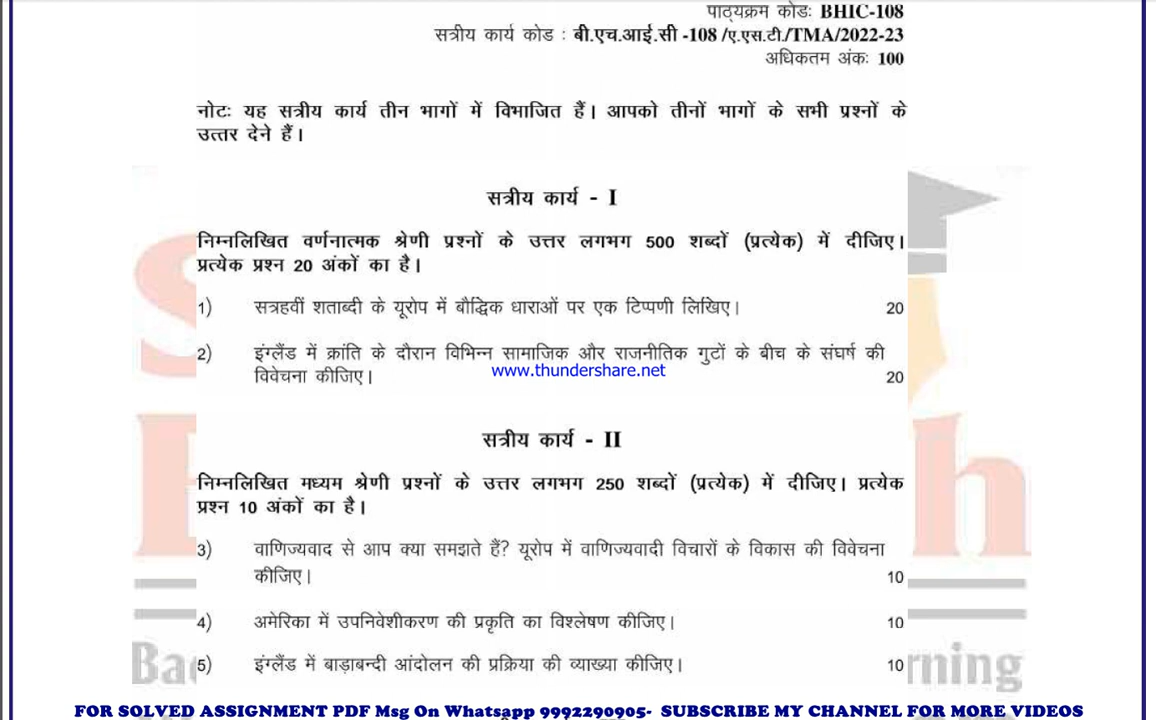 पाठ्यक्रम कोडः BHIC-108
सत्रीय कार्य कोड : बी.एच.आई.सी -108 /ए.एस.टी./TMA/2022-23
अधिकतम अंकः 100
नोटः यह सत्रीय कार्य तीन भागों में विभाजित हैं। आपको तीनों भागों के सभी प्रश्नों के
उत्तर देने हैं।
सत्रीय कार्य - I
निम्नलिखित वर्णनात्मक श्रेणी प्रश्नों के उत्तर लगभग 500 शब्दों (प्रत्येक) में दीजिए।
प्रत्येक प्रश्न 20 अंकों का है।
1) सत्रहवीं शताब्दी के यूरोप में बौद्धिक धाराओं पर एक टिप्पणी लिखिए। 20
2) इंग्लैंड में क्रांति के दौरान विभिन्न सामाजिक और राजनीतिक गुटों के बीच के संघर्ष की
विवेचना कीजिए। www.thundershare.net 20
सत्रीय कार्य - II
निम्नलिखित मध्यम श्रेणी प्रश्नों के उत्तर लगभग 250 शब्दों (प्रत्येक) में दीजिए। प्रत्येक
प्रश्न 10 अंकों का है।
3) वाणिज्यवाद से आप क्या समझते हैं? यूरोप में वाणिज्यवादी विचारों के विकास की विवेचना
कीजिए। 10
4) अमेरिका में उपनिवेशीकरण की प्रकृति का विश्लेषण कीजिए। 10
5) इंग्लैंड में बाड़ाबन्दी आंदोलन की प्रक्रिया की व्याख्या कीजिए। 10
FOR SOLVED ASSIGNMENT PDF Msg On Whatsapp 9992290905- SUBSCRIBE MY CHANNEL FOR MORE VIDEOS